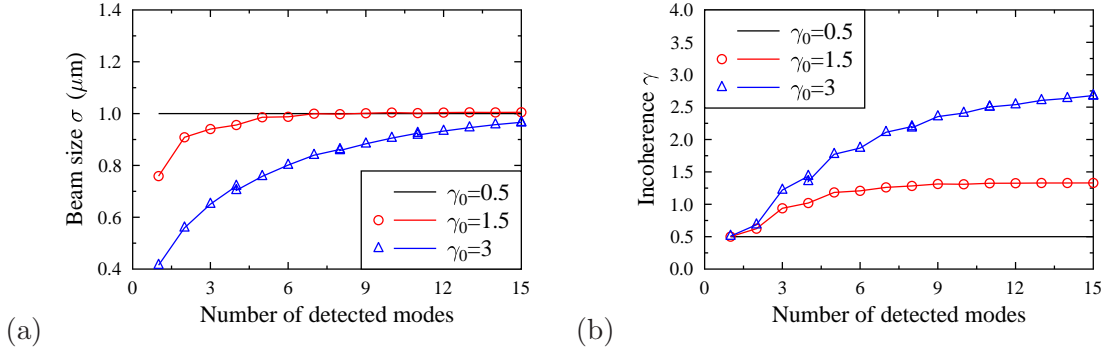 1.4
1.2
1.0
0.8
0.6
0.4
Beam size σ (μm)
γ0=0.5
γ0=1.5
γ0=3
0 3 6 9 12 15
Number of detected modes
(a)
4.0
3.5
3.0
2.5
2.0
1.5
1.0
0.5
0.0
Incoherence γ
γ0=0.5
γ0=1.5
γ0=3
0 3 6 9 12 15
Number of detected modes
(b)